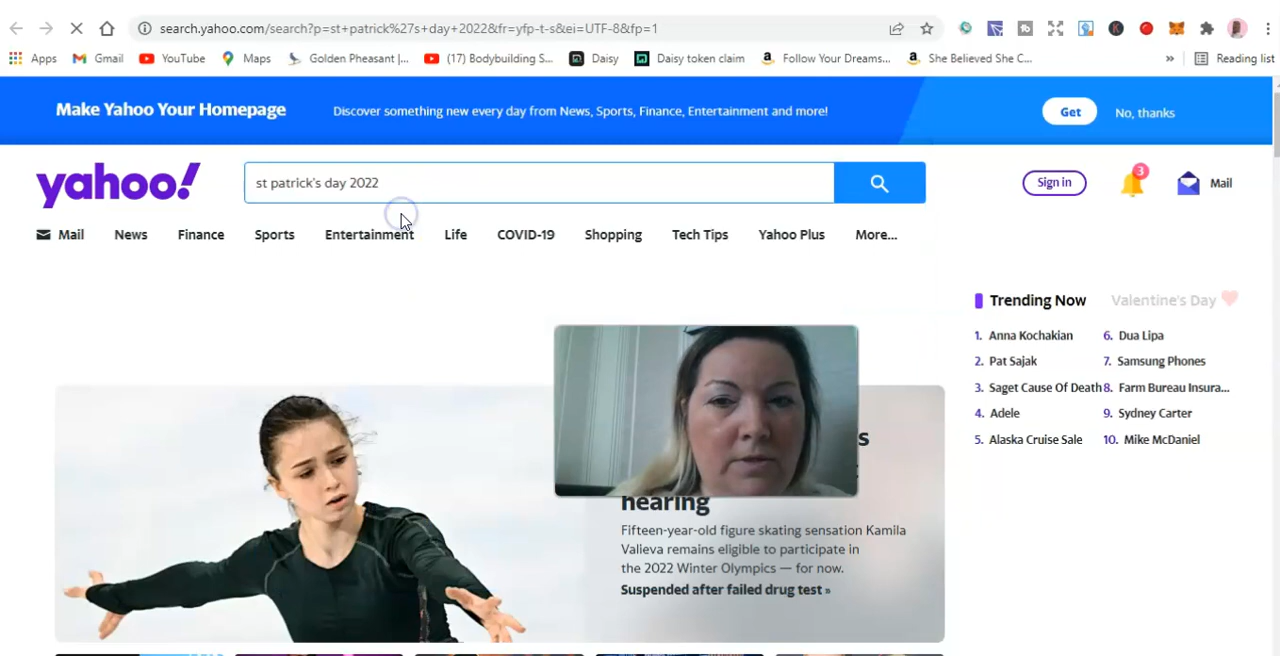 search.yahoo.com/search?p=st+patrick%27s+day+2022&fr=yfp-t-s&ei=UTF-8&fp=1
Apps Gmail YouTube Maps Golden Pheasant |... (17) Bodybuilding S... Daisy Daisy token claim Follow Your Dreams... She Believed She C... » Reading list
Make Yahoo Your Homepage
Discover something new every day from News, Sports, Finance, Entertainment and more!
Get
No, thanks
yahoo!
st patrick's day 2022
Sign in
3
Mail
Mail News Finance Sports Entertainment Life COVID-19 Shopping Tech Tips Yahoo Plus More...
Trending Now
Valentine's Day
1. Anna Kochakian
2. Pat Sajak
3. Saget Cause Of Death
4. Adele
5. Alaska Cruise Sale
6. Dua Lipa
7. Samsung Phones
8. Farm Bureau Insura...
9. Sydney Carter
10. Mike McDaniel
hearing
Fifteen-year-old figure skating sensation Kamila
Valieva remains eligible to participate in
the 2022 Winter Olympics — for now.
Suspended after failed drug test »